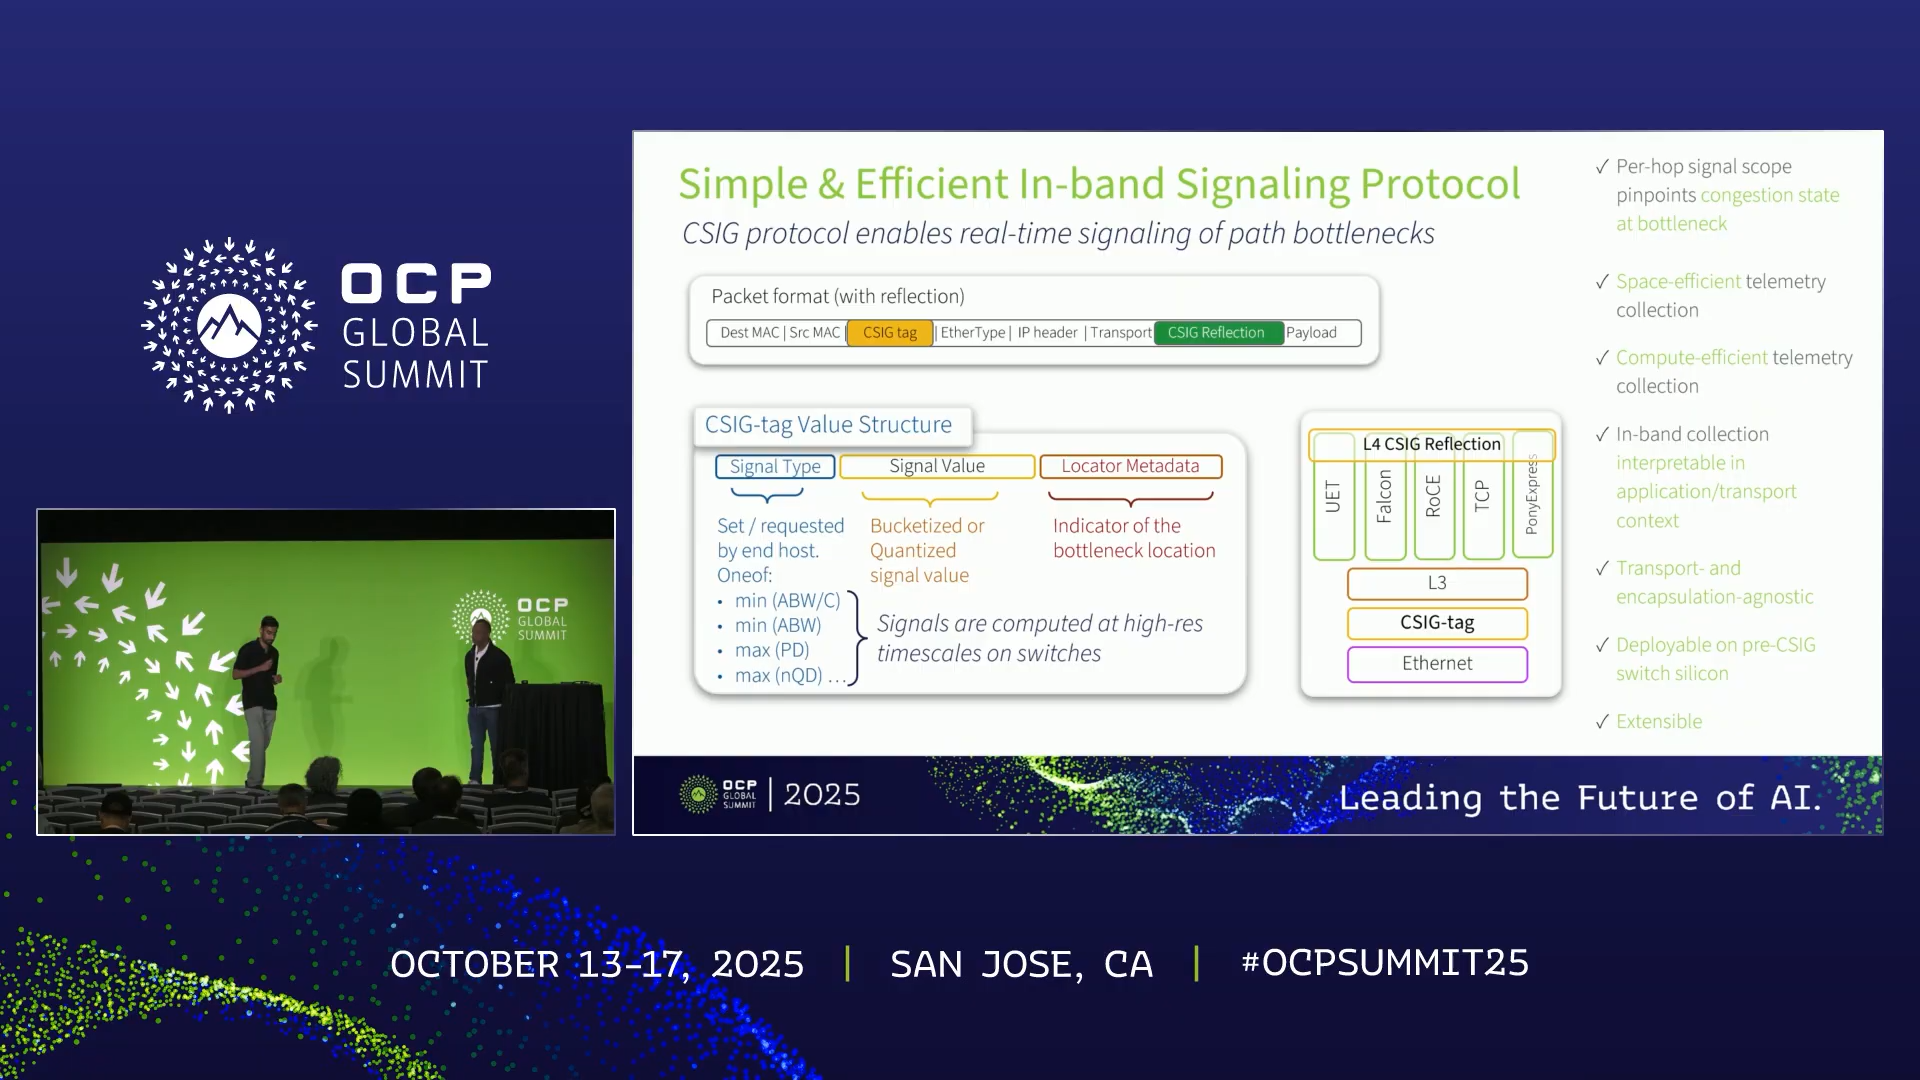 OCP
GLOBAL
SUMMIT
OCP
GLOBAL
SUMMIT
Simple & Efficient In-band Signaling Protocol
CSIG protocol enables real-time signaling of path bottlenecks
Packet format (with reflection)
Dest MAC | Src MAC | CSIG tag | EtherType | IP header | Transport CSIG Reflection Payload
CSIG-tag Value Structure
Signal Type Signal Value Locator Metadata
Set / requested
by end host.
Oneof:
• min (ABW/C)
• min (ABW)
• max (PD)
• max (nQD) ...
Bucketized or
Quantized
signal value
Indicator of the
bottleneck location
Signals are computed at high-res
timescales on switches
L4 CSIG Reflection
UET
Falcon
RoCE
TCP
PonyExpress
L3
CSIG-tag
Ethernet
✓ Per-hop signal scope
pinpoints congestion state
at bottleneck
✓ Space-efficient telemetry
collection
✓ Compute-efficient telemetry
collection
✓ In-band collection
interpretable in
application/transport
context
✓ Transport- and
encapsulation-agnostic
✓ Deployable on pre-CSIG
switch silicon
✓ Extensible
OCP
GLOBAL
SUMMIT
| 2025
Leading the Future of AI.
OCTOBER 13-17, 2025 | SAN JOSE, CA | #OCPSUMMIT25